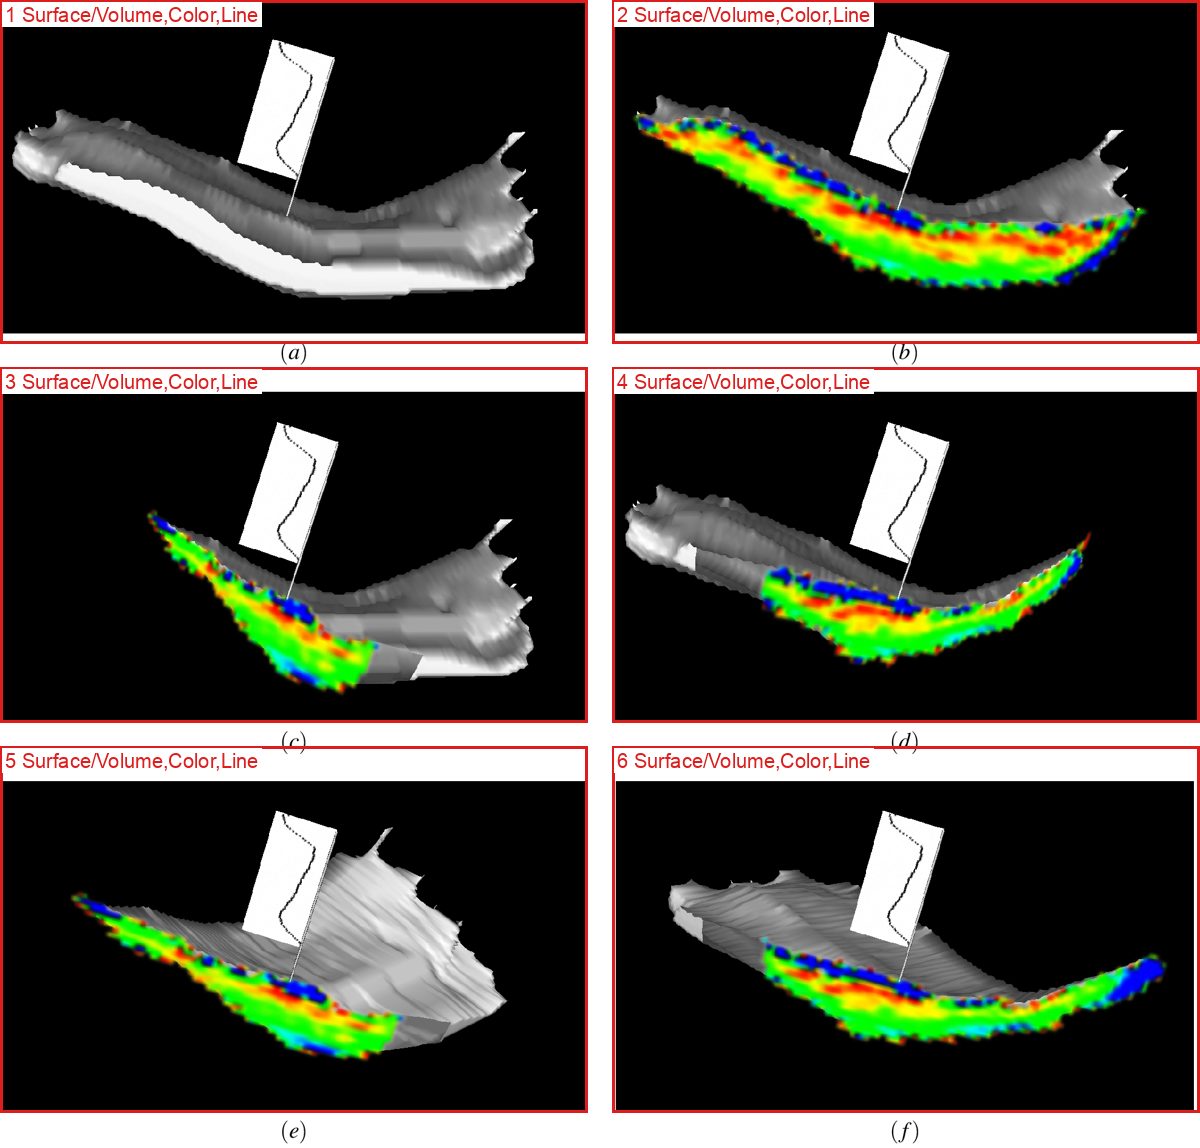 1 Surface/Volume,Color,Line
2 Surface/Volume,Color,Line
(a)
(b)
3 Surface/Volume,Color,Line
4 Surface/Volume,Color,Line
(c)
(d)
5 Surface/Volume,Color,Line
6 Surface/Volume,Color,Line
(e)
(f)